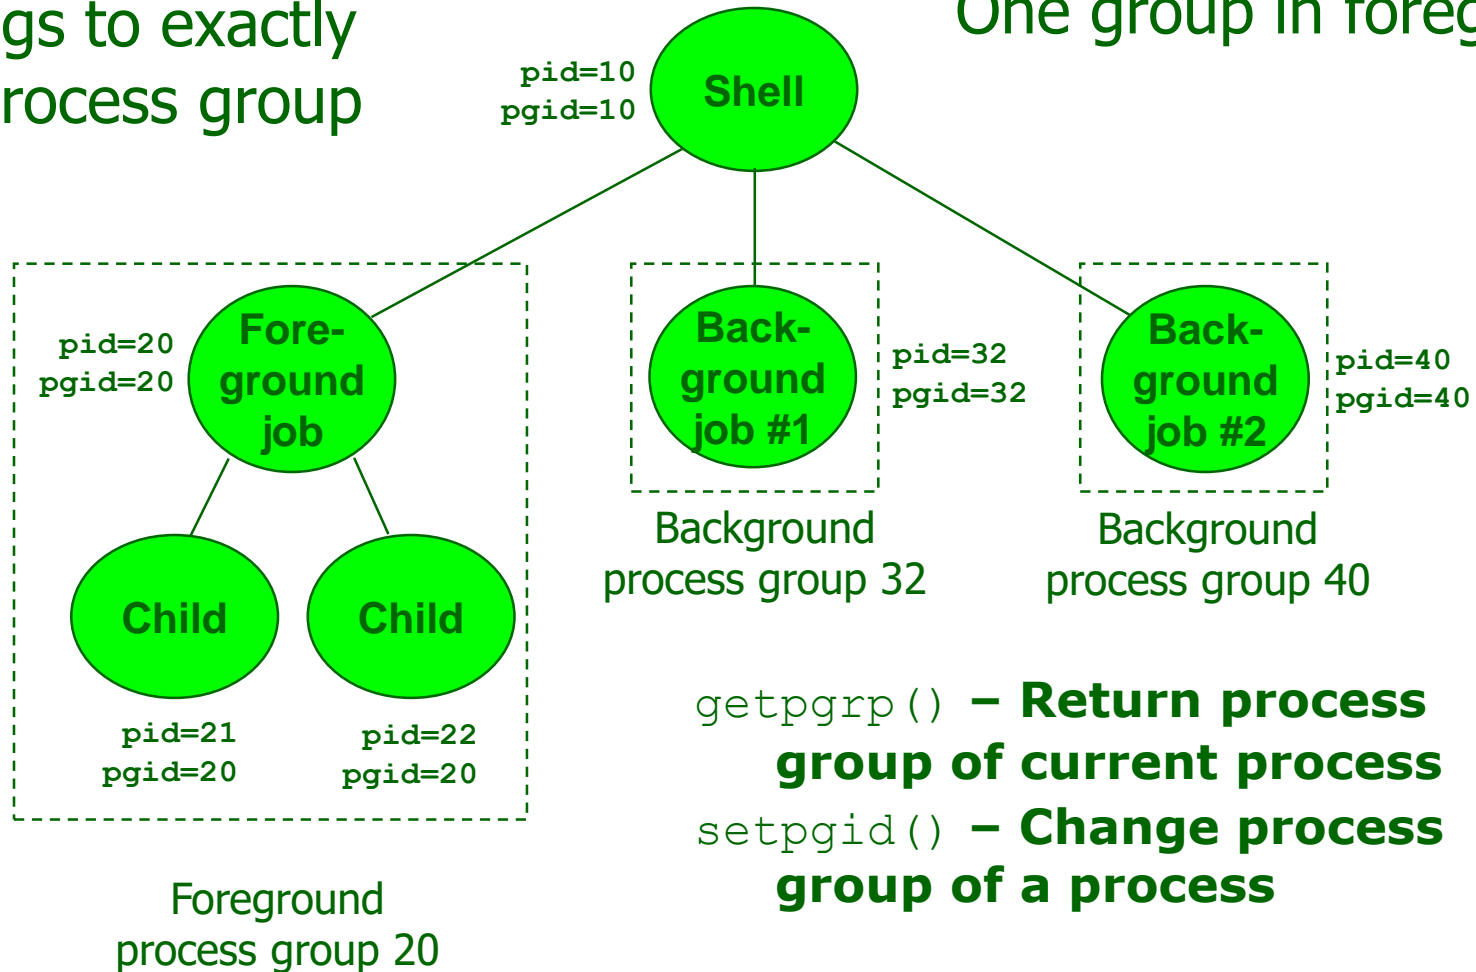 gs to exactly
rocess group
One group in foreg
pid=10
pgid=10
Shell
pid=20
pgid=20
Fore-
ground
job
Back-
ground
job #1
pid=32
pgid=32
Back-
ground
job #2
pid=40
pgid=40
Background
process group 32
Background
process group 40
Child
Child
pid=21
pgid=20
pid=22
pgid=20
getpgrp() – Return process
group of current process
setpgid() – Change process
group of a process
Foreground
process group 20